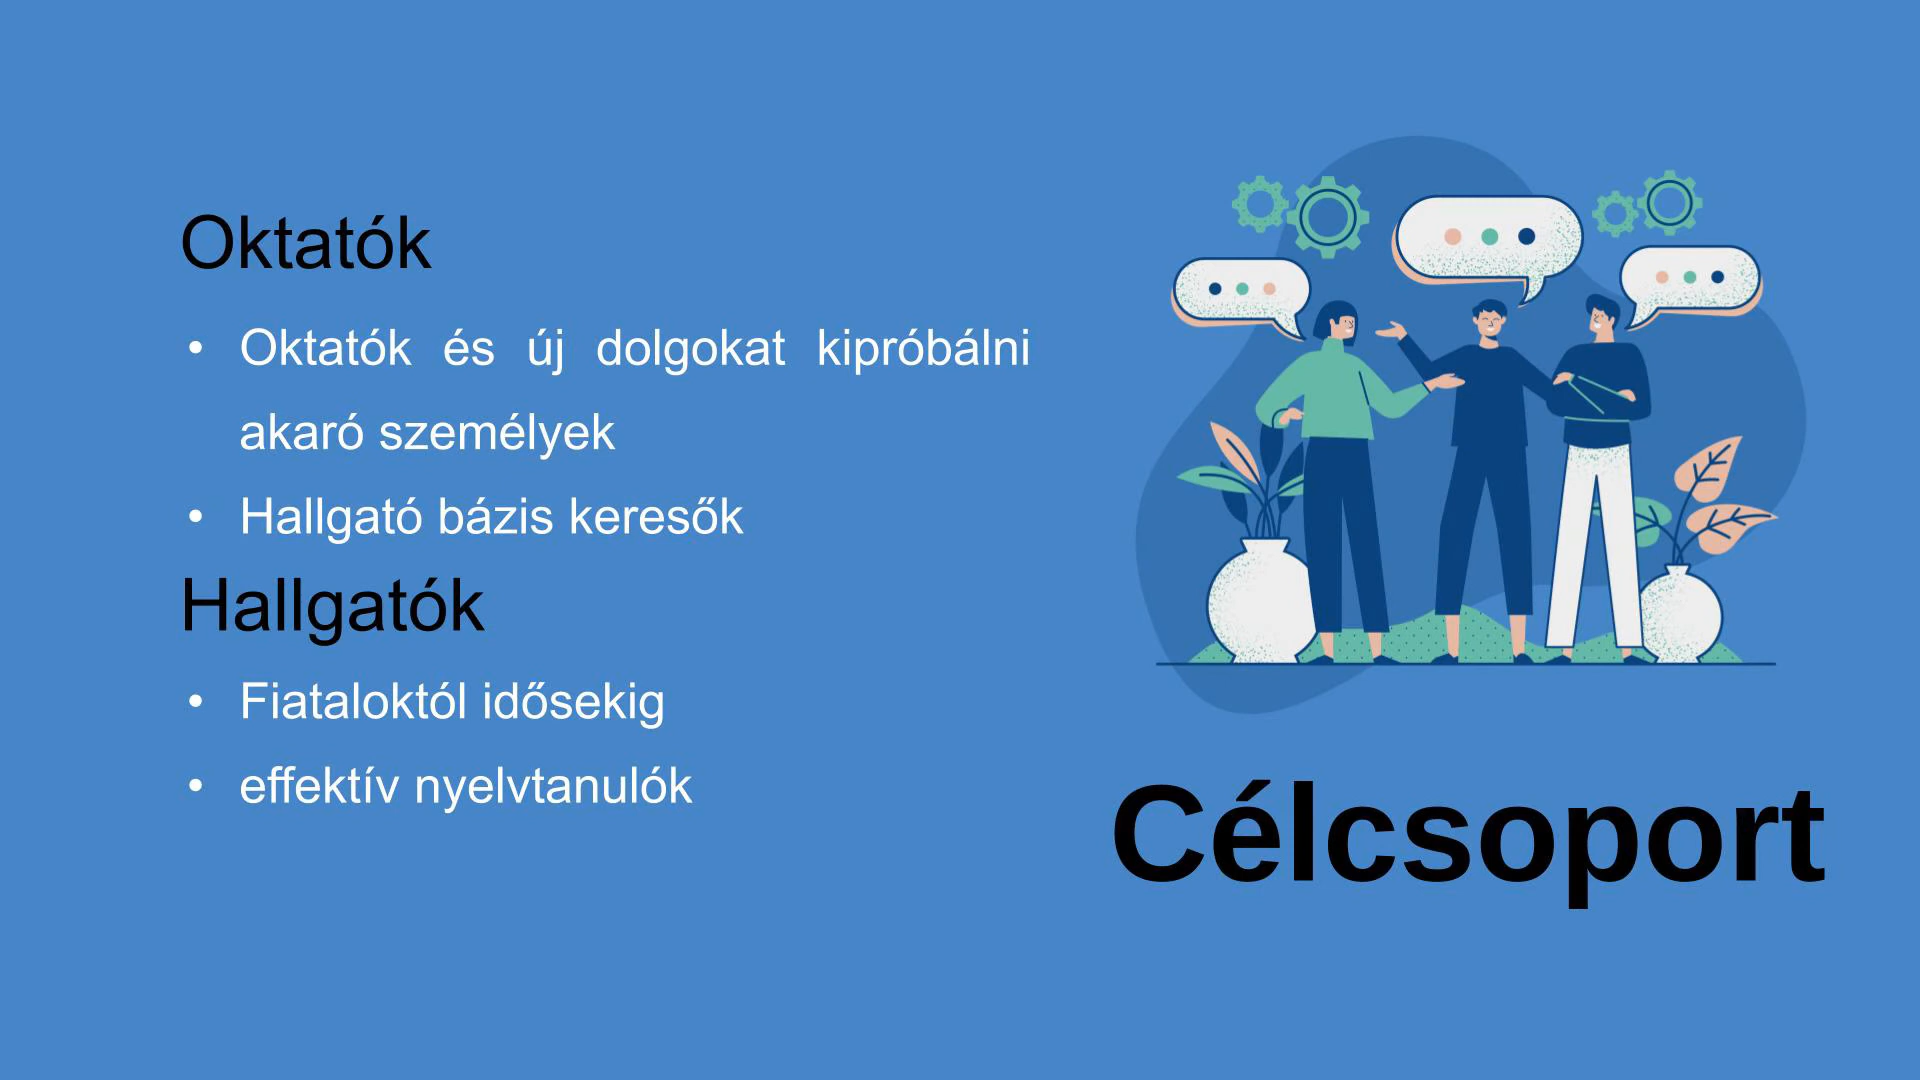 Oktatók
• Oktatók és új dolgokat kipróbálni
akaró személyek
• Hallgató bázis keresők
Hallgatók
• Fiataloktól idősekig
• effektív nyelvtanulók
Célcsoport